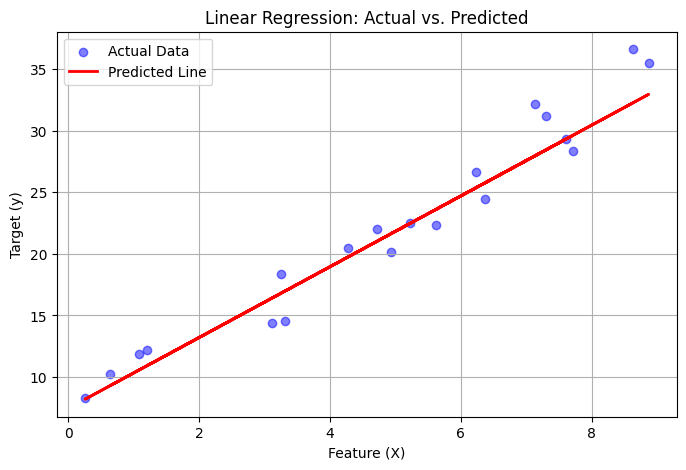 Linear Regression: Actual vs. Predicted
Actual Data
Predicted Line
35
30
25
20
15
10
Target (y)
0 2 4 6 8
Feature (X)